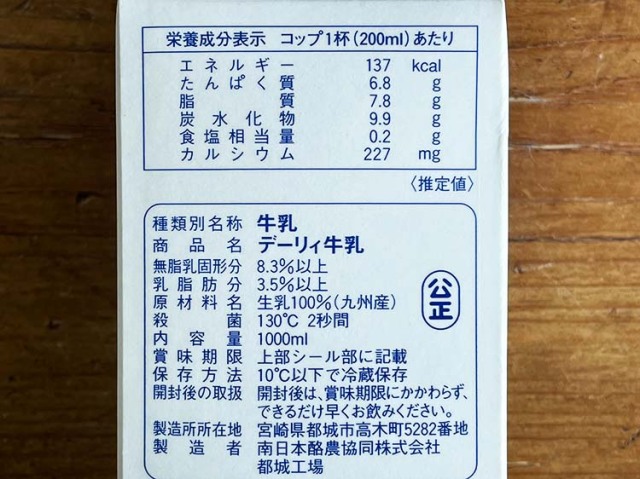 栄養成分表示 コップ1杯(200ml)あたり
エネルギー 137 kcal
たんぱく質 6.8 g
脂質 7.8 g
炭水化物 9.9 g
食塩相当量 0.2 g
カルシウム 227 mg
〈推定値〉
種類別名称 牛乳
商品名 デーリィ牛乳
無脂乳固形分 8.3%以上
乳脂肪分 3.5%以上
原材料名 生乳100%(九州産)
殺菌 130℃ 2秒間
内容量 1000ml
賞味期限 上部シール部に記載
保存方法 10℃以下で冷蔵保存
開封後の取扱 開封後は、賞味期限にかかわらず、
できるだけ早くお飲みください。
製造所所在地 宮崎県都城市高木町5282番地
製造者 南日本酪農協同株式会社
都城工場
公正